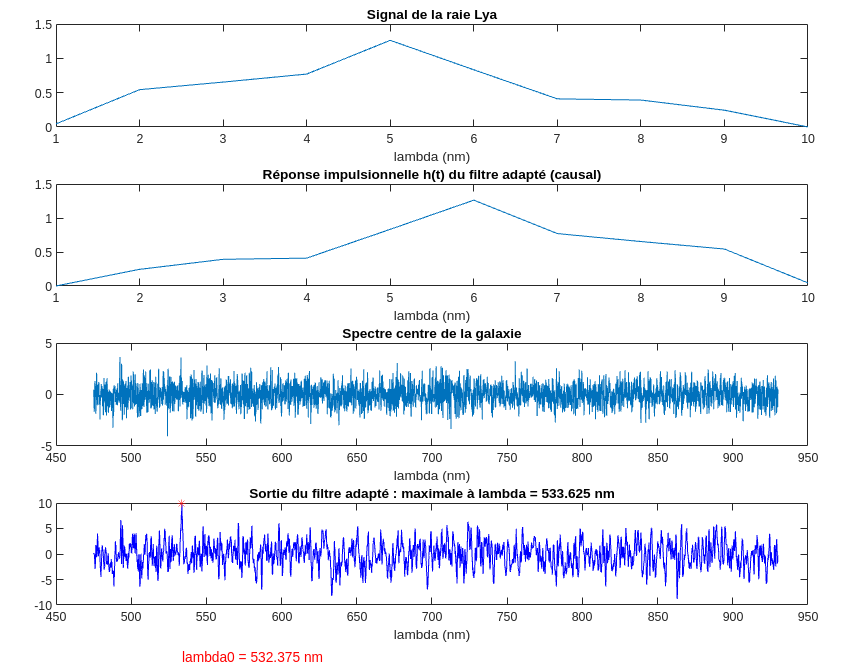 Signal de la raie Lya
1.5
1
0.5
0
1 2 3 4 5 6 7 8 9 10
lambda (nm)
Réponse impulsionnelle h(t) du filtre adapté (causal)
1.5
1
0.5
0
1 2 3 4 5 6 7 8 9 10
lambda (nm)
Spectre centre de la galaxie
5
0
-5
450 500 550 600 650 700 750 800 850 900 950
lambda (nm)
Sortie du filtre adapté : maximale à lambda = 533.625 nm
10
5
0
-5
-10
450 500 550 600 650 700 750 800 850 900 950
lambda (nm)
lambda0 = 532.375 nm